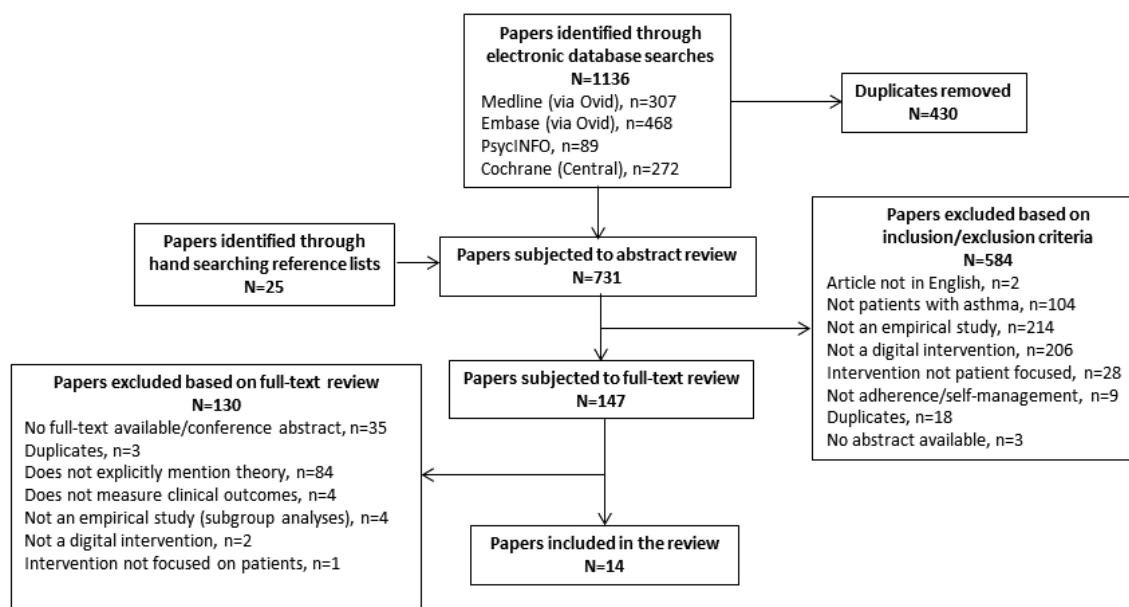 Papers identified through
electronic database searches
N=1136
Medline (via Ovid), n=307
Embase (via Ovid), n=468
PsycINFO, n=89
Cochrane (Central), n=272
Duplicates removed
N=430
Papers identified through
hand searching reference lists
N=25
Papers subjected to abstract review
N=731
Papers excluded based on
inclusion/exclusion criteria
N=584
Article not in English, n=2
Not patients with asthma, n=104
Not an empirical study, n=214
Not a digital intervention, n=206
Intervention not patient focused, n=28
Not adherence/self-management, n=9
Duplicates, n=18
No abstract available, n=3
Papers subjected to full-text review
N=147
Papers excluded based on full-text review
N=130
No full-text available/conference abstract, n=35
Duplicates, n=3
Does not explicitly mention theory, n=84
Does not measure clinical outcomes, n=4
Not an empirical study (subgroup analyses), n=4
Not a digital intervention, n=2
Intervention not focused on patients, n=1
Papers included in the review
N=14